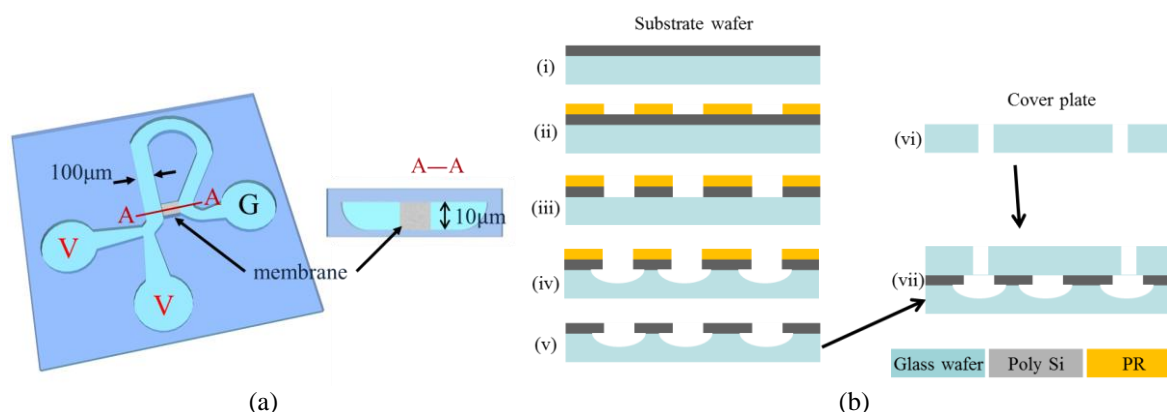 Substrate wafer
(i)
(ii)
(iii)
(iv)
(v)
Cover plate
(vi)
(vii)
100μm
A
A
G
V
V
membrane
A—A
10μm
Glass wafer
Poly Si
PR
(a)
(b)